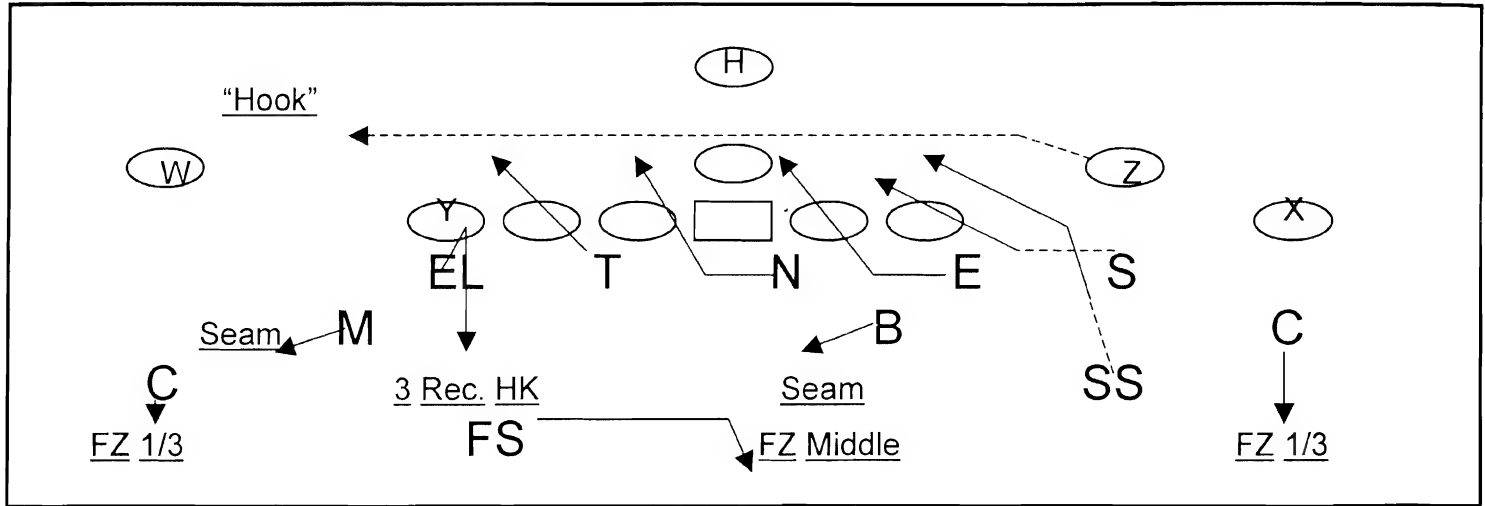 H
“Hook”
W Z
Y X
EL T N E S
Seam M B C
C 3 Rec. HK Seam SS
FZ 1/3 FS FZ Middle FZ 1/3